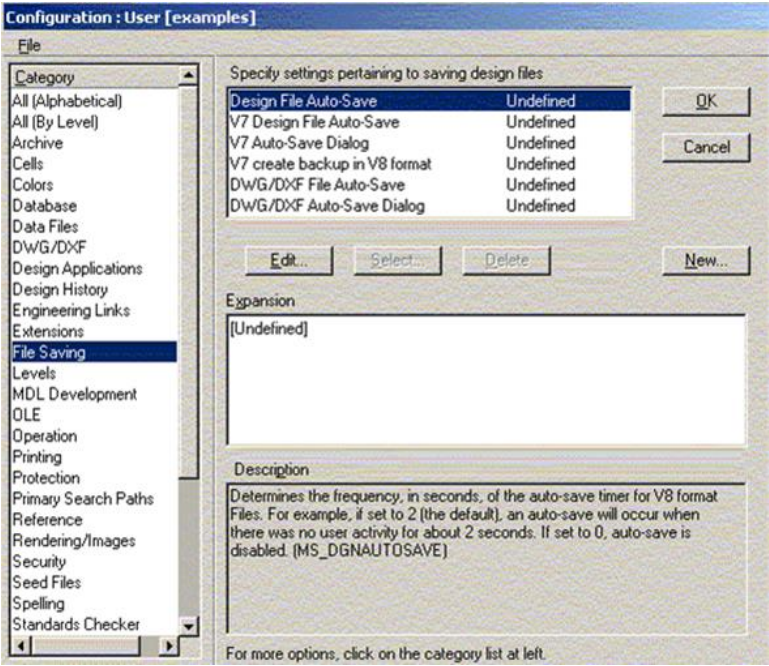 Configuration : User [examples]
File
Category
All (Alphabetical)
All (By Level)
Archive
Cells
Colors
Database
Data Files
DWG/DXF
Design Applications
Design History
Engineering Links
Extensions
File Saving
Levels
MDL Development
OLE
Operation
Printing
Protection
Primary Search Paths
Reference
Rendering/Images
Security
Seed Files
Spelling
Standards Checker
Specify settings pertaining to saving design files
Design File Auto-Save Undefined
V7 Design File Auto-Save Undefined
V7 Auto-Save Dialog Undefined
V7 create backup in V8 format Undefined
DWG/DXF File Auto-Save Undefined
DWG/DXF Auto-Save Dialog Undefined
OK
Cancel
Edit... Select... Delete New...
Expansion
[Undefined]
Description
Determines the frequency, in seconds, of the auto-save timer for V8 format
Files. For example, if set to 2 (the default), an auto-save will occur when
there was no user activity for about 2 seconds. If set to 0, auto-save is
disabled. (MS_DGNAUTOSAVE)
For more options, click on the category list at left.